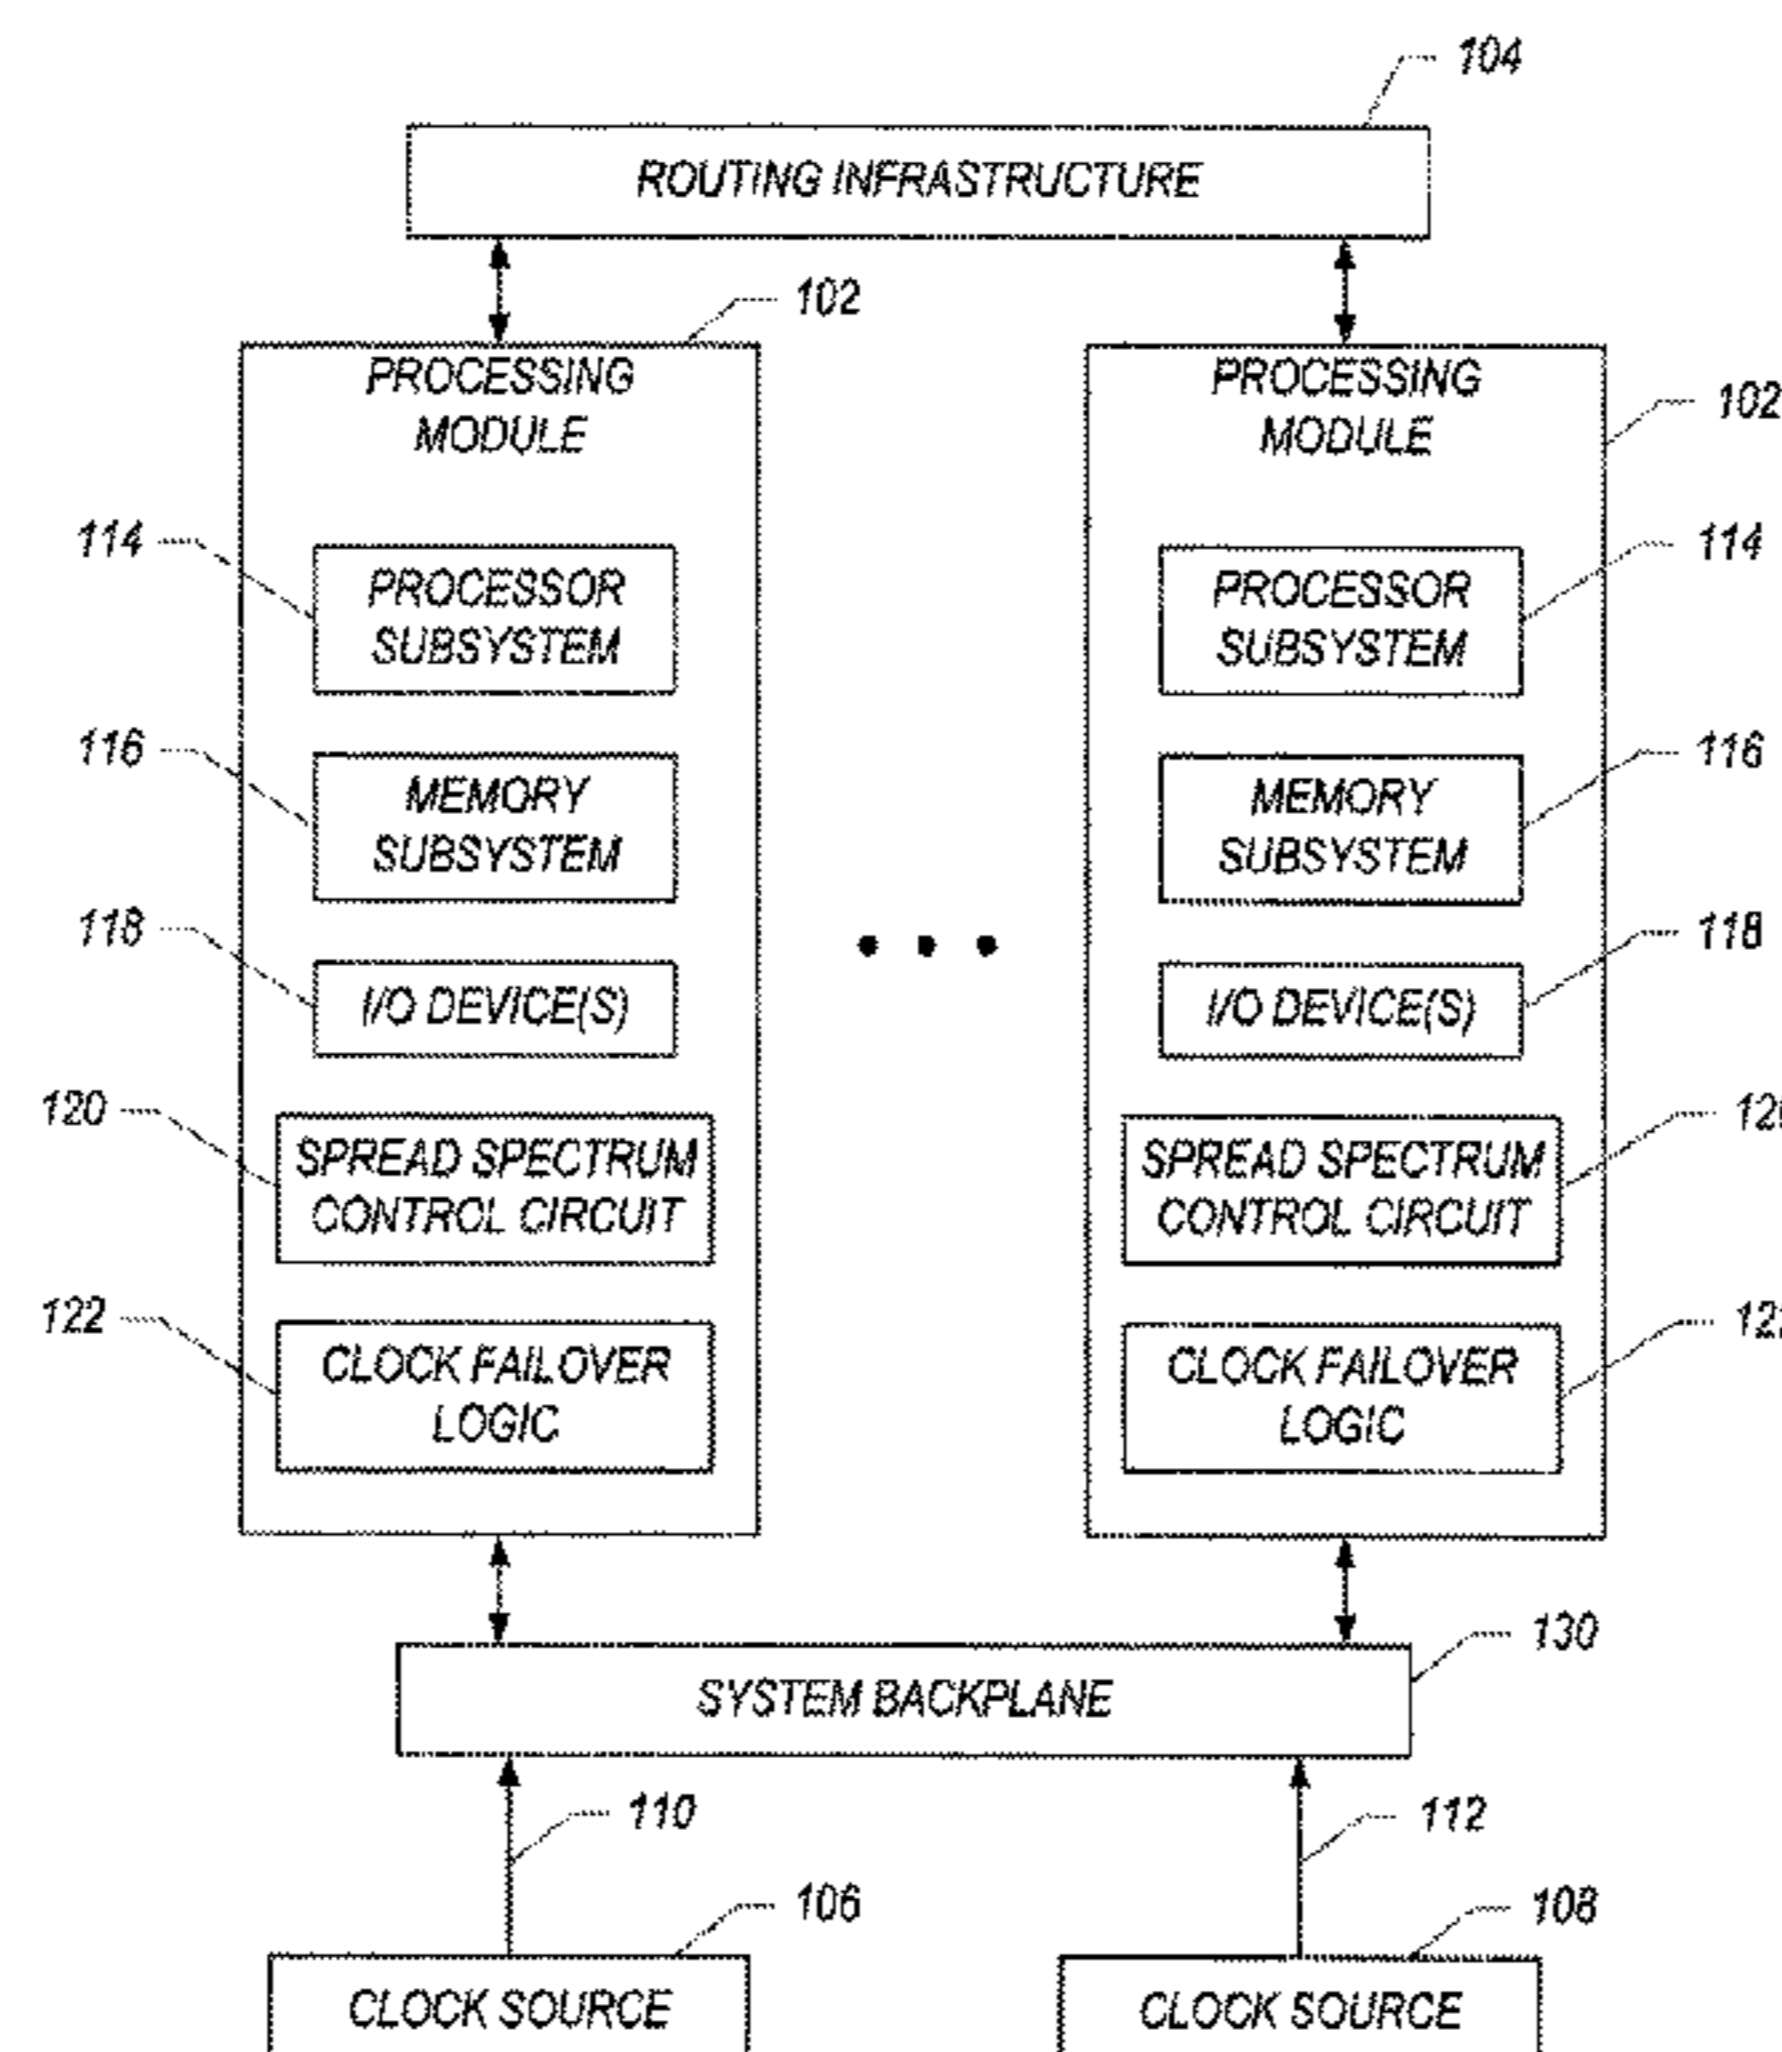 104
ROUTING INFRASTRUCTURE
102
PROCESSING
MODULE
PROCESSING
MODULE
102
114
PROCESSOR
SUBSYSTEM
PROCESSOR
SUBSYSTEM
114
116
MEMORY
SUBSYSTEM
MEMORY
SUBSYSTEM
116
118
I/O DEVICE(S)
I/O DEVICE(S)
118
120
SPREAD SPECTRUM
CONTROL CIRCUIT
SPREAD SPECTRUM
CONTROL CIRCUIT
122
CLOCK FAILOVER
LOGIC
CLOCK FAILOVER
LOGIC
130
SYSTEM BACKPLANE
110
112
106
108
CLOCK SOURCE
CLOCK SOURCE